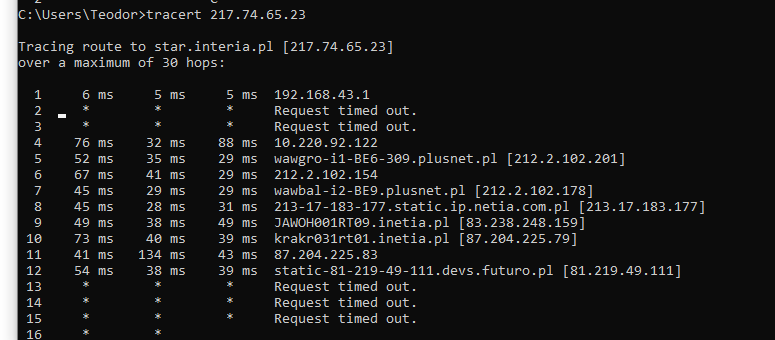 C:\Users\Teodor>tracert 217.74.65.23
Tracing route to star.interia.pl [217.74.65.23]
over a maximum of 30 hops:
1 6 ms 5 ms 5 ms 192.168.43.1
2 * * * Request timed out.
3 * * * Request timed out.
4 76 ms 32 ms 88 ms 10.220.92.122
5 52 ms 35 ms 29 ms wawgro-i1-BE6-309.plusnet.pl [212.2.102.201]
6 67 ms 41 ms 29 ms 212.2.102.154
7 45 ms 29 ms 29 ms wawbal-i2-BE9.plusnet.pl [212.2.102.178]
8 45 ms 28 ms 31 ms 213-17-183-177.static.ip.netia.com.pl [213.17.183.177]
9 49 ms 38 ms 49 ms JAWOH001RT09.inetia.pl [83.238.248.159]
10 73 ms 40 ms 39 ms krakr031rt01.inetia.pl [87.204.225.79]
11 41 ms 134 ms 43 ms 87.204.225.83
12 54 ms 38 ms 39 ms static-81-219-49-111.devs.futuro.pl [81.219.49.111]
13 * * * Request timed out.
14 * * * Request timed out.
15 * * * Request timed out.
16 * *